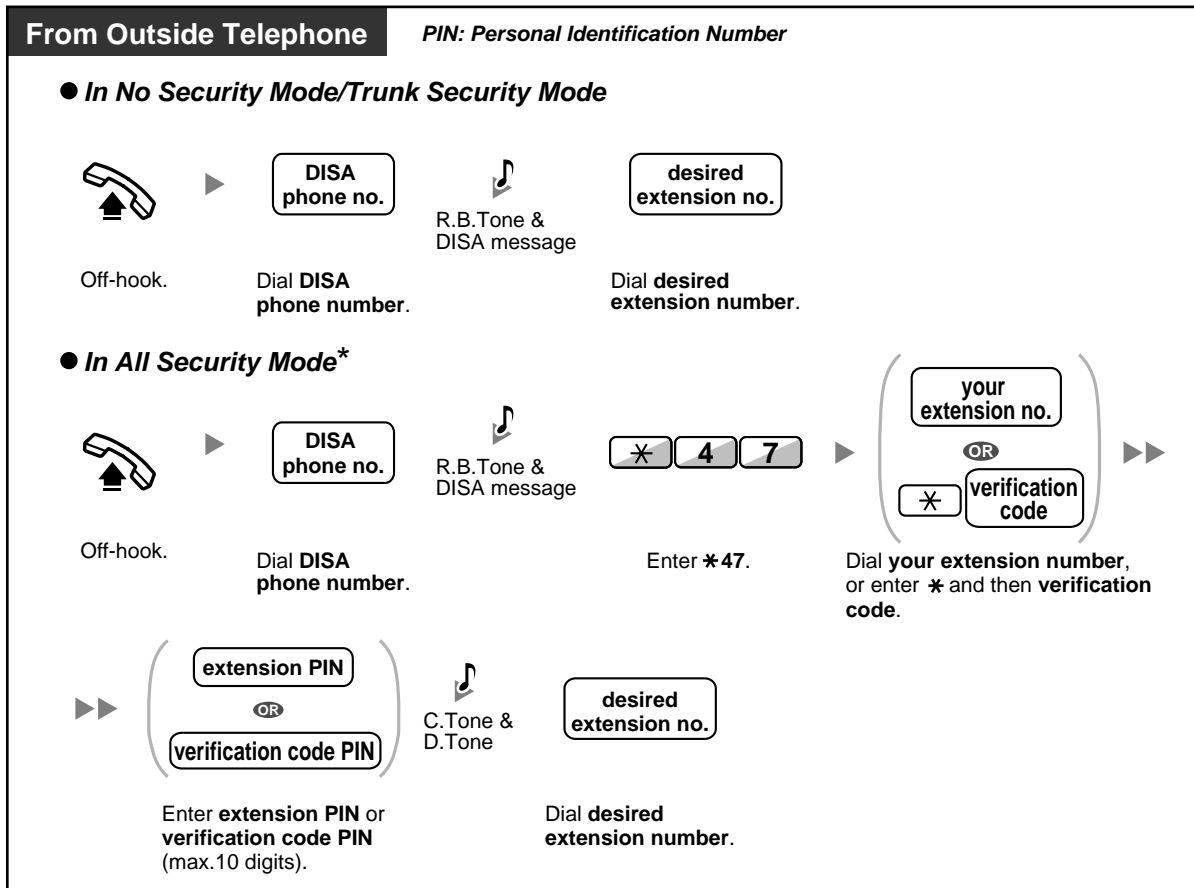 From Outside Telephone
PIN: Personal Identification Number
● In No Security Mode/Trunk Security Mode
DISA
phone no.
R.B.Tone &
DISA message
desired
extension no.
Off-hook.
Dial DISA
phone number.
Dial desired
extension number.
● In All Security Mode*
DISA
phone no.
R.B.Tone &
DISA message
* 4 7
your
extension no.
OR
* verification
code
Off-hook.
Dial DISA
phone number.
Enter *47.
Dial your extension number,
or enter * and then verification
code.
extension PIN
OR
verification code PIN
C.Tone &
D.Tone
desired
extension no.
Enter extension PIN or
verification code PIN
(max.10 digits).
Dial desired
extension number.